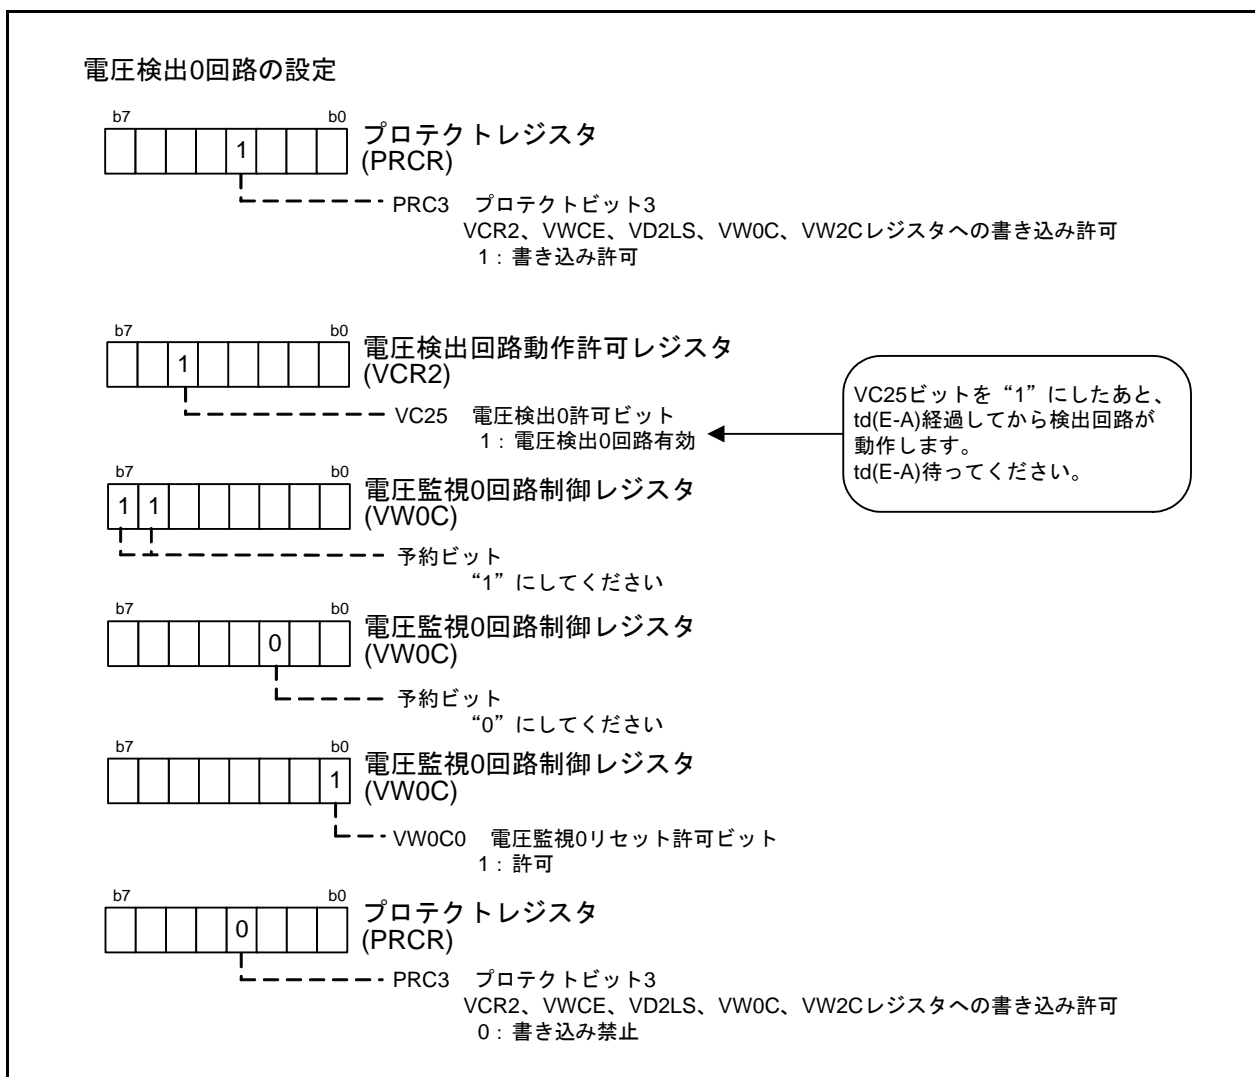 電圧検出0回路の設定
b7 b0
1
プロテクトレジスタ
(PRCR)
PRC3 プロテクトビット3
VCR2、VWCE、VD2LS、VW0C、VW2Cレジスタへの書き込み許可
1：書き込み許可
b7 b0
1
電圧検出回路動作許可レジスタ
(VCR2)
VC25 電圧検出0許可ビット
1：電圧検出0回路有効
VC25ビットを“1”にしたあと、
td(E-A)経過してから検出回路が
動作します。
td(E-A)待ってください。
b7 b0
1 1
電圧監視0回路制御レジスタ
(VW0C)
予約ビット
“1”にしてください
b7 b0
0
電圧監視0回路制御レジスタ
(VW0C)
予約ビット
“0”にしてください
b7 b0
1
電圧監視0回路制御レジスタ
(VW0C)
VW0C0 電圧監視0リセット許可ビット
1：許可
b7 b0
0
プロテクトレジスタ
(PRCR)
PRC3 プロテクトビット3
VCR2、VWCE、VD2LS、VW0C、VW2Cレジスタへの書き込み許可
0：書き込み禁止